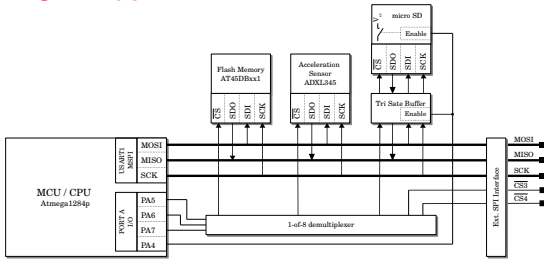 V
micro SD
Enable
CS
SDO
SDI
SCK
Flash Memory
AT45DBxx1
CS
SDO
SDI
SCK
Acceleration
Sensor
ADXL345
CS
SDO
SDI
SCK
Tri Sate Buffer
Enable
MCU / CPU
Atmega1284p
USART1
MSPI
MOSI
MISO
SCK
PORT A
I/O
PA5
PA6
PA7
PA4
1-of-8 demultiplexer
Ext. SPI Interface
MOSI
MISO
SCK
CS3
CS4